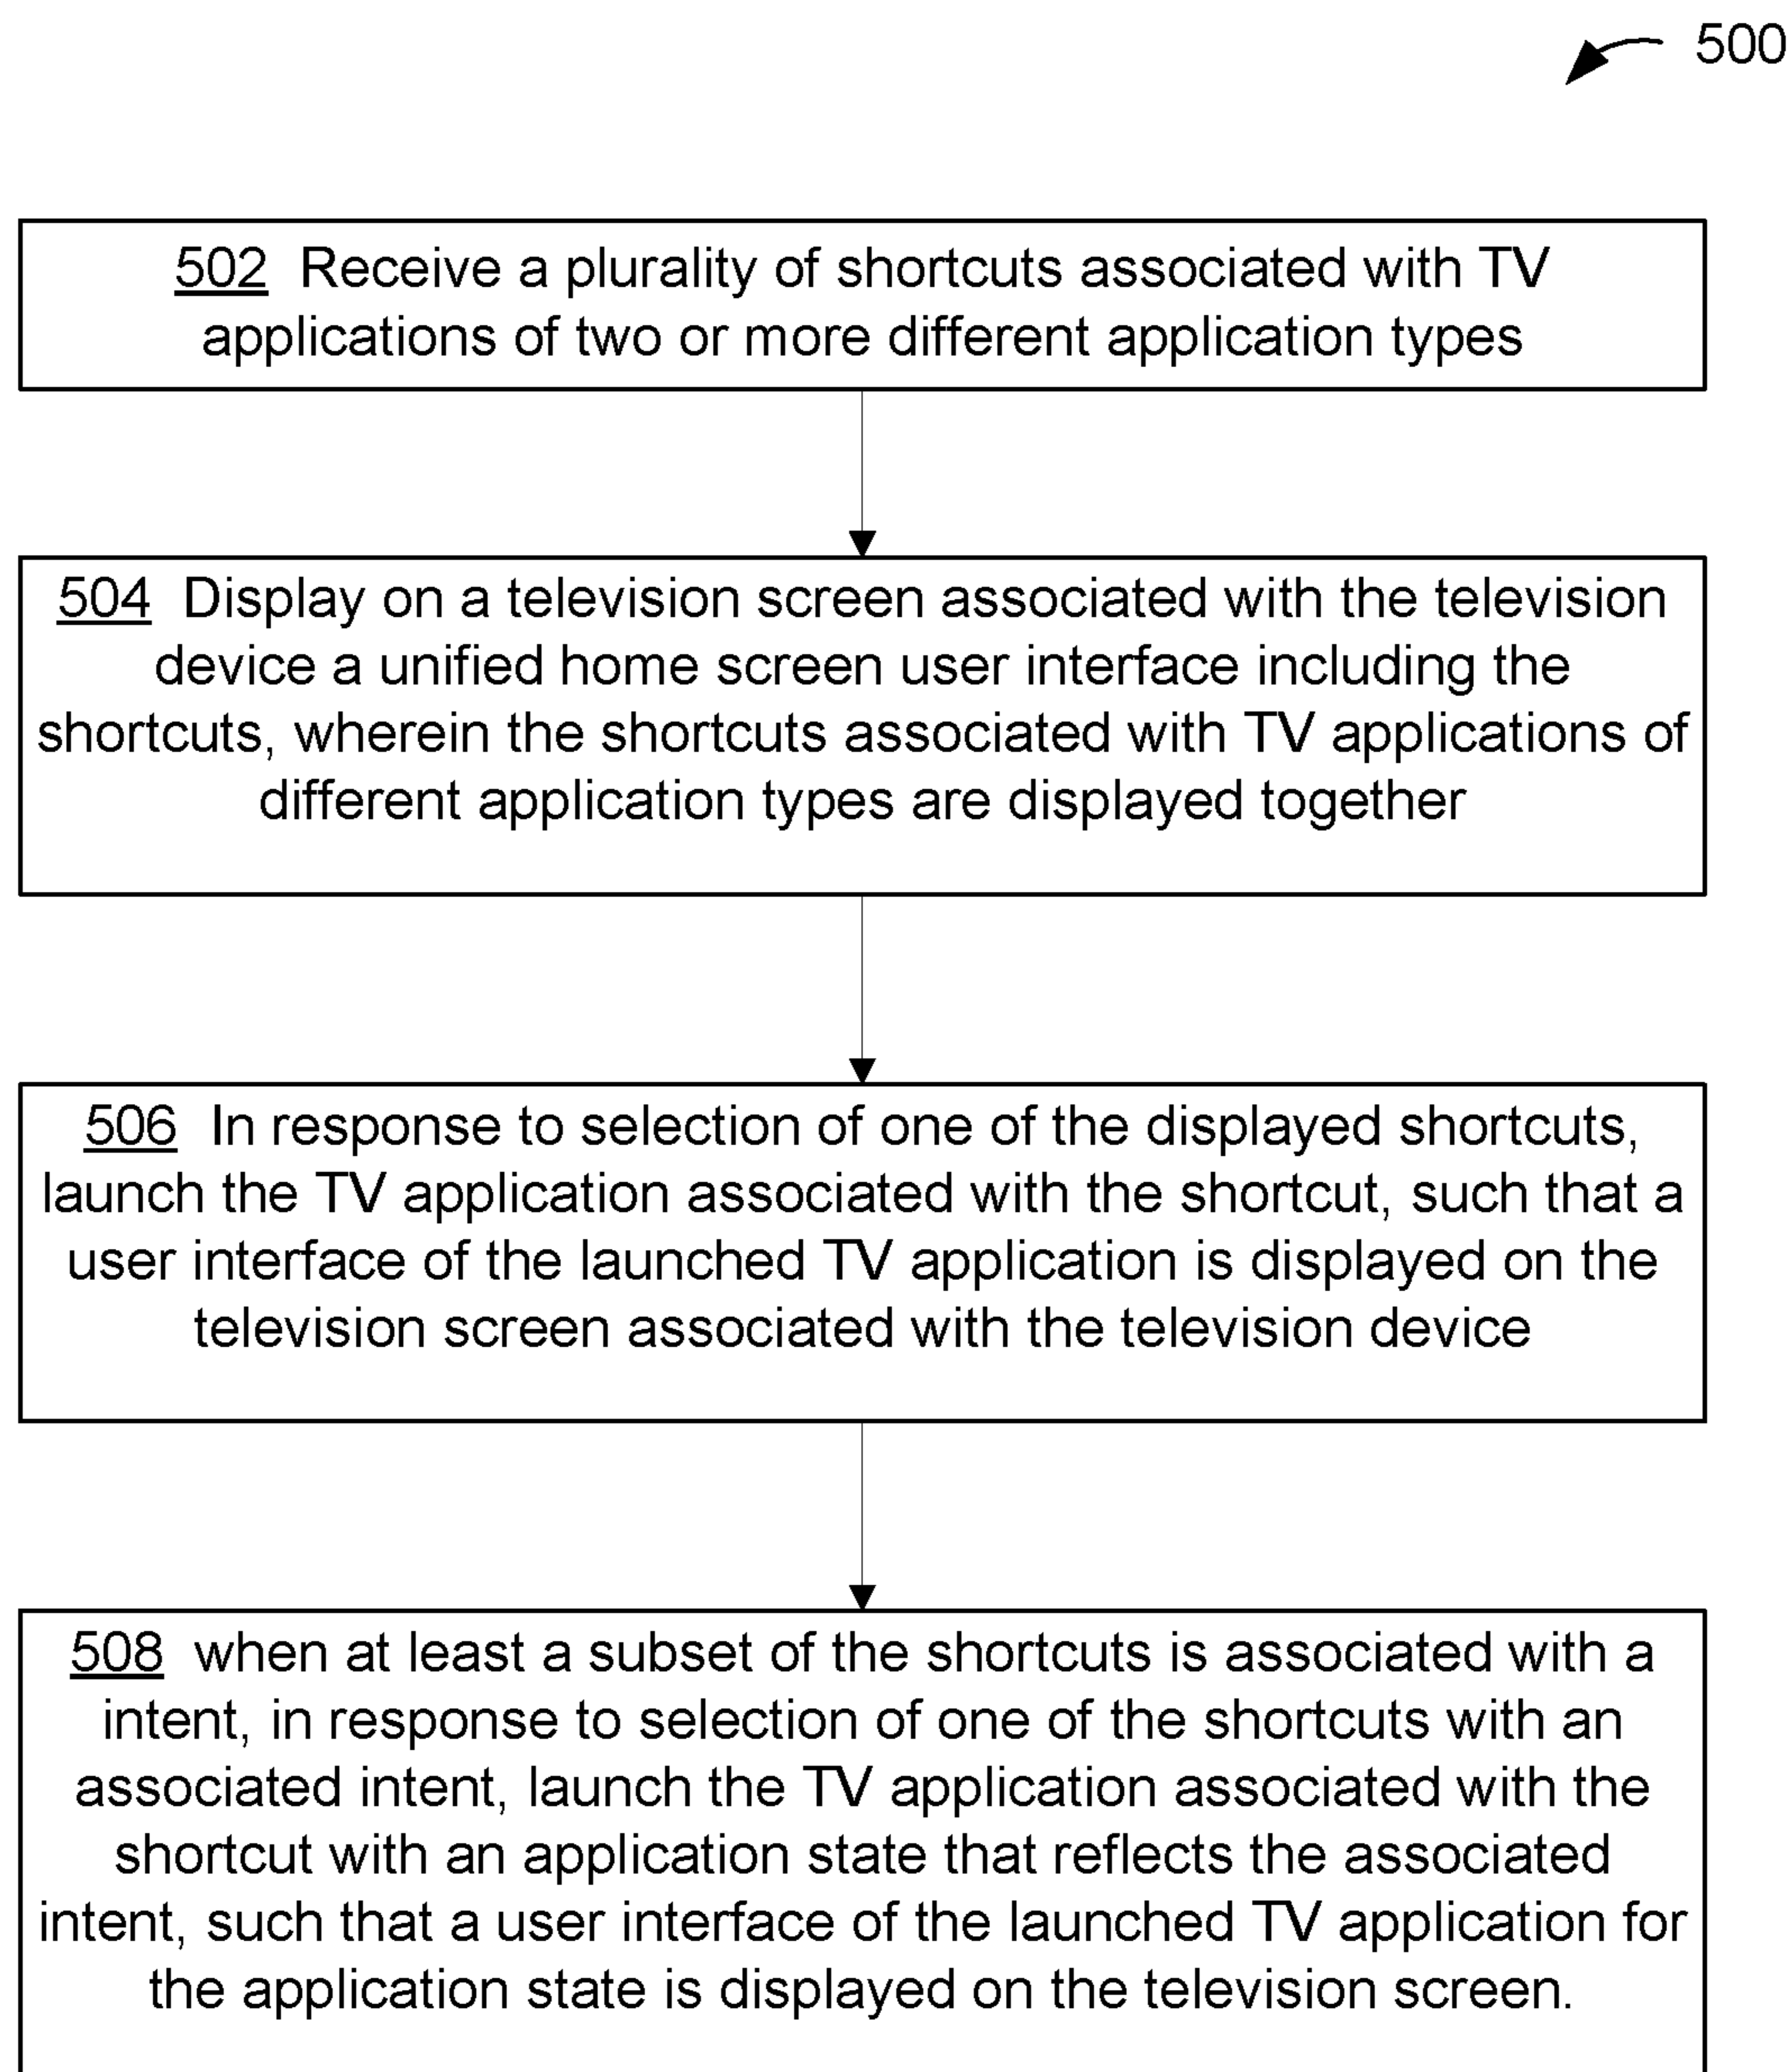 500
502 Receive a plurality of shortcuts associated with TV
applications of two or more different application types
504 Display on a television screen associated with the television
device a unified home screen user interface including the
shortcuts, wherein the shortcuts associated with TV applications of
different application types are displayed together
506 In response to selection of one of the displayed shortcuts,
launch the TV application associated with the shortcut, such that a
user interface of the launched TV application is displayed on the
television screen associated with the television device
508 when at least a subset of the shortcuts is associated with a
intent, in response to selection of one of the shortcuts with an
associated intent, launch the TV application associated with the
shortcut with an application state that reflects the associated
intent, such that a user interface of the launched TV application for
the application state is displayed on the television screen.